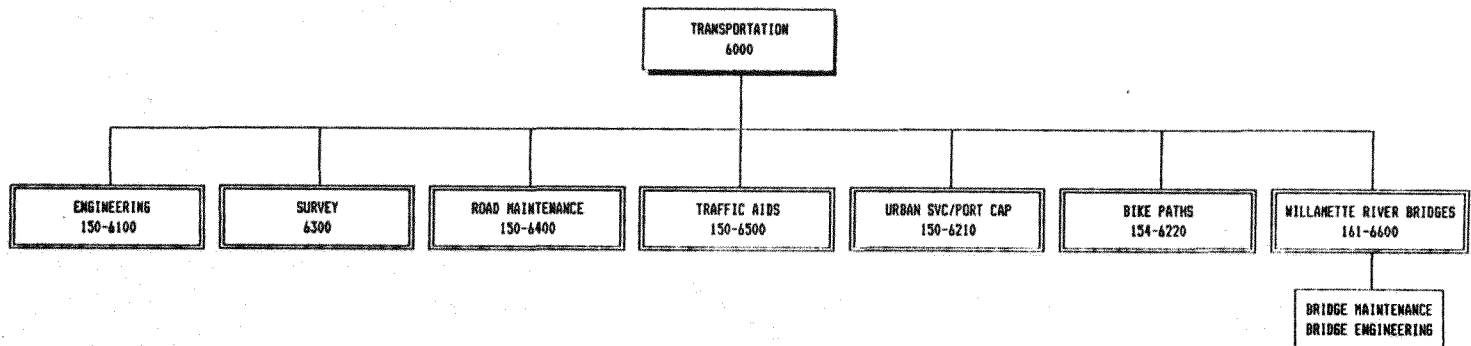 TRANSPORTATION
6000
ENGINEERING
150-6100
SURVEY
6300
ROAD MAINTENANCE
150-6400
TRAFFIC AIDS
150-6500
URBAN SVC/PORT CAP
150-6210
BIKE PATHS
154-6220
WILLAMETTE RIVER BRIDGES
161-6600
BRIDGE MAINTENANCE
BRIDGE ENGINEERING